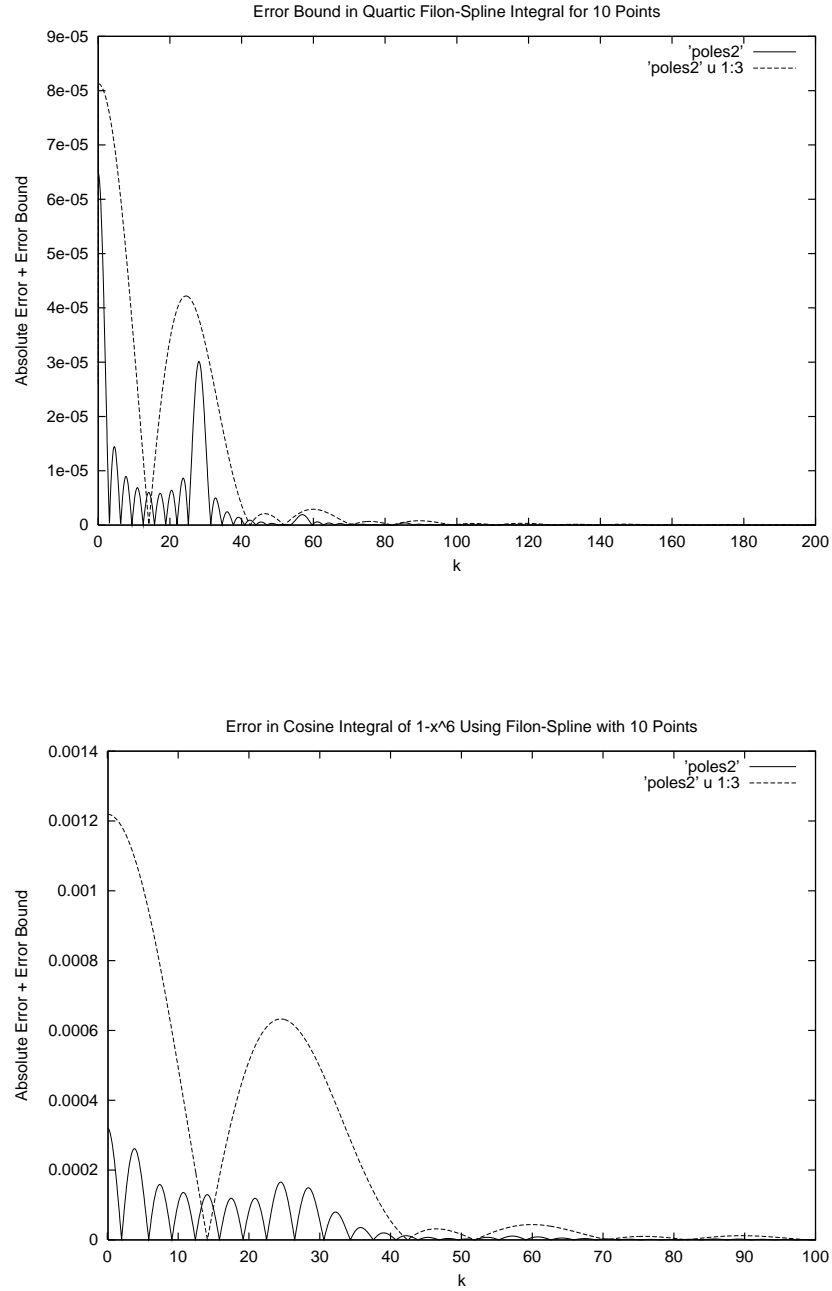 Error Bound in Quartic Filon-Spline Integral for 10 Points
9e-05
8e-05
7e-05
6e-05
5e-05
4e-05
3e-05
2e-05
1e-05
0
Absolute Error + Error Bound
'poles2'
'poles2' u 1:3
0 20 40 60 80 100 120 140 160 180 200
k
Error in Cosine Integral of 1-x^6 Using Filon-Spline with 10 Points
0.0014
0.0012
0.001
0.0008
0.0006
0.0004
0.0002
0
Absolute Error + Error Bound
'poles2'
'poles2' u 1:3
0 10 20 30 40 50 60 70 80 90 100
k